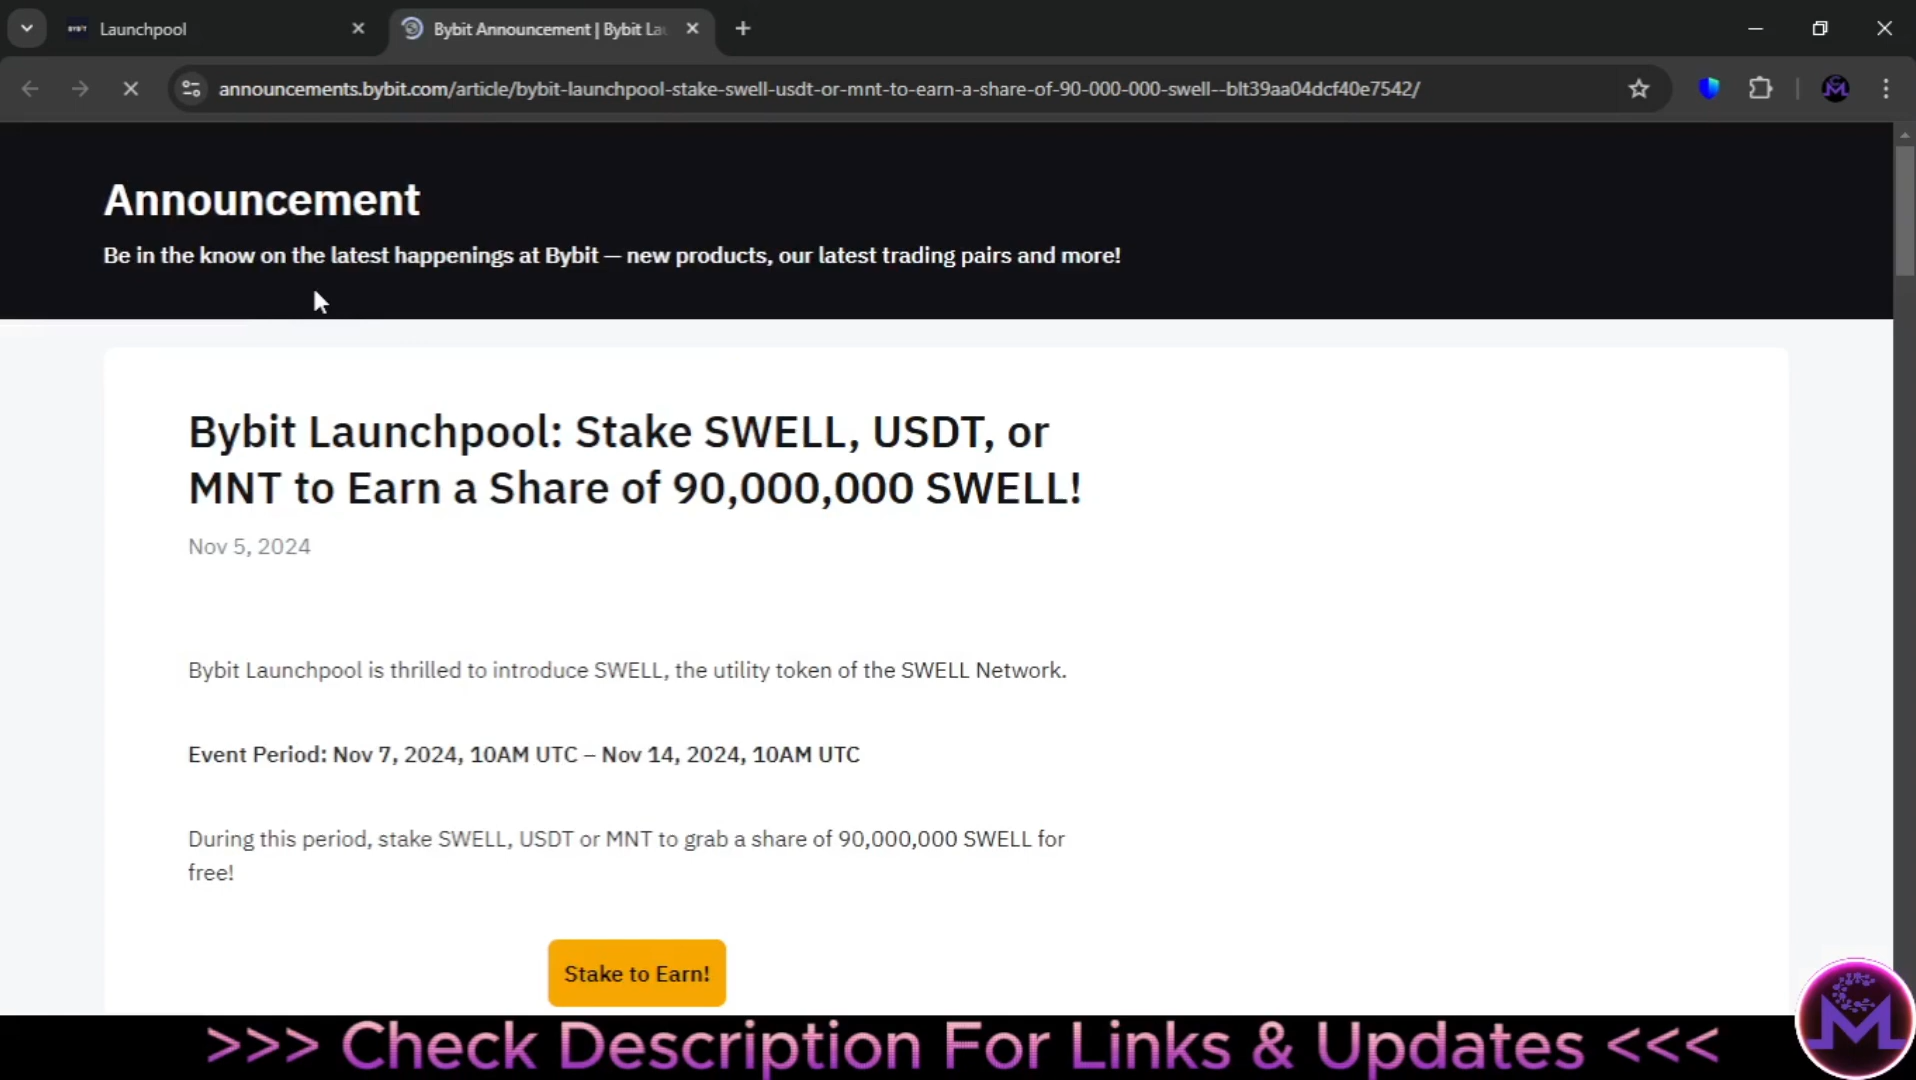 BYBIT Launchpool
Bybit Announcement | Bybit La
announcements.bybit.com/article/bybit-launchpool-stake-swell-usdt-or-mnt-to-earn-a-share-of-90-000-000-swell--blt39aa04dcf40e7542/
Announcement
Be in the know on the latest happenings at Bybit — new products, our latest trading pairs and more!
Bybit Launchpool: Stake SWELL, USDT, or
MNT to Earn a Share of 90,000,000 SWELL!
Nov 5, 2024
Bybit Launchpool is thrilled to introduce SWELL, the utility token of the SWELL Network.
Event Period: Nov 7, 2024, 10AM UTC – Nov 14, 2024, 10AM UTC
During this period, stake SWELL, USDT or MNT to grab a share of 90,000,000 SWELL for
free!
Stake to Earn!
>>> Check Description For Links & Updates <<<